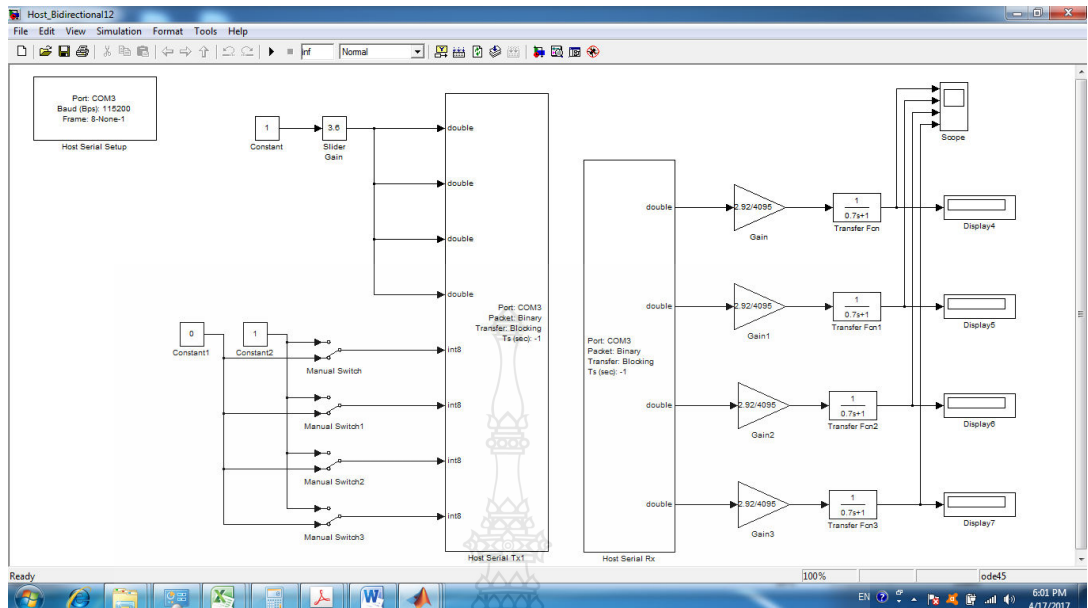 Host_Bidirectional12
File Edit View Simulation Format Tools Help
inf Normal
Port: COM3
Baud (Bps): 115200
Frame: 8-None-1
Host Serial Setup
1
Constant
3.6
Slider
Gain
double
double
double
double
Port: COM3
Packet: Binary
Transfer: Blocking
Ts (sec): -1
0
Constant1
1
Constant2
Manual Switch
int8
Manual Switch1
int8
Manual Switch2
int8
Manual Switch3
int8
Host Serial Tx1
Port: COM3
Packet: Binary
Transfer: Blocking
Ts (sec): -1
double
double
double
double
Host Serial Rx
Scope
2.92/4095
Gain
1
0.7s+1
Transfer Fcn
Display4
2.92/4095
Gain1
1
0.7s+1
Transfer Fcn1
Display5
2.92/4095
Gain2
1
0.7s+1
Transfer Fcn2
Display6
2.92/4095
Gain3
1
0.7s+1
Transfer Fcn3
Display7
Ready 100% ode45
EN 6:01 PM
4/17/2017